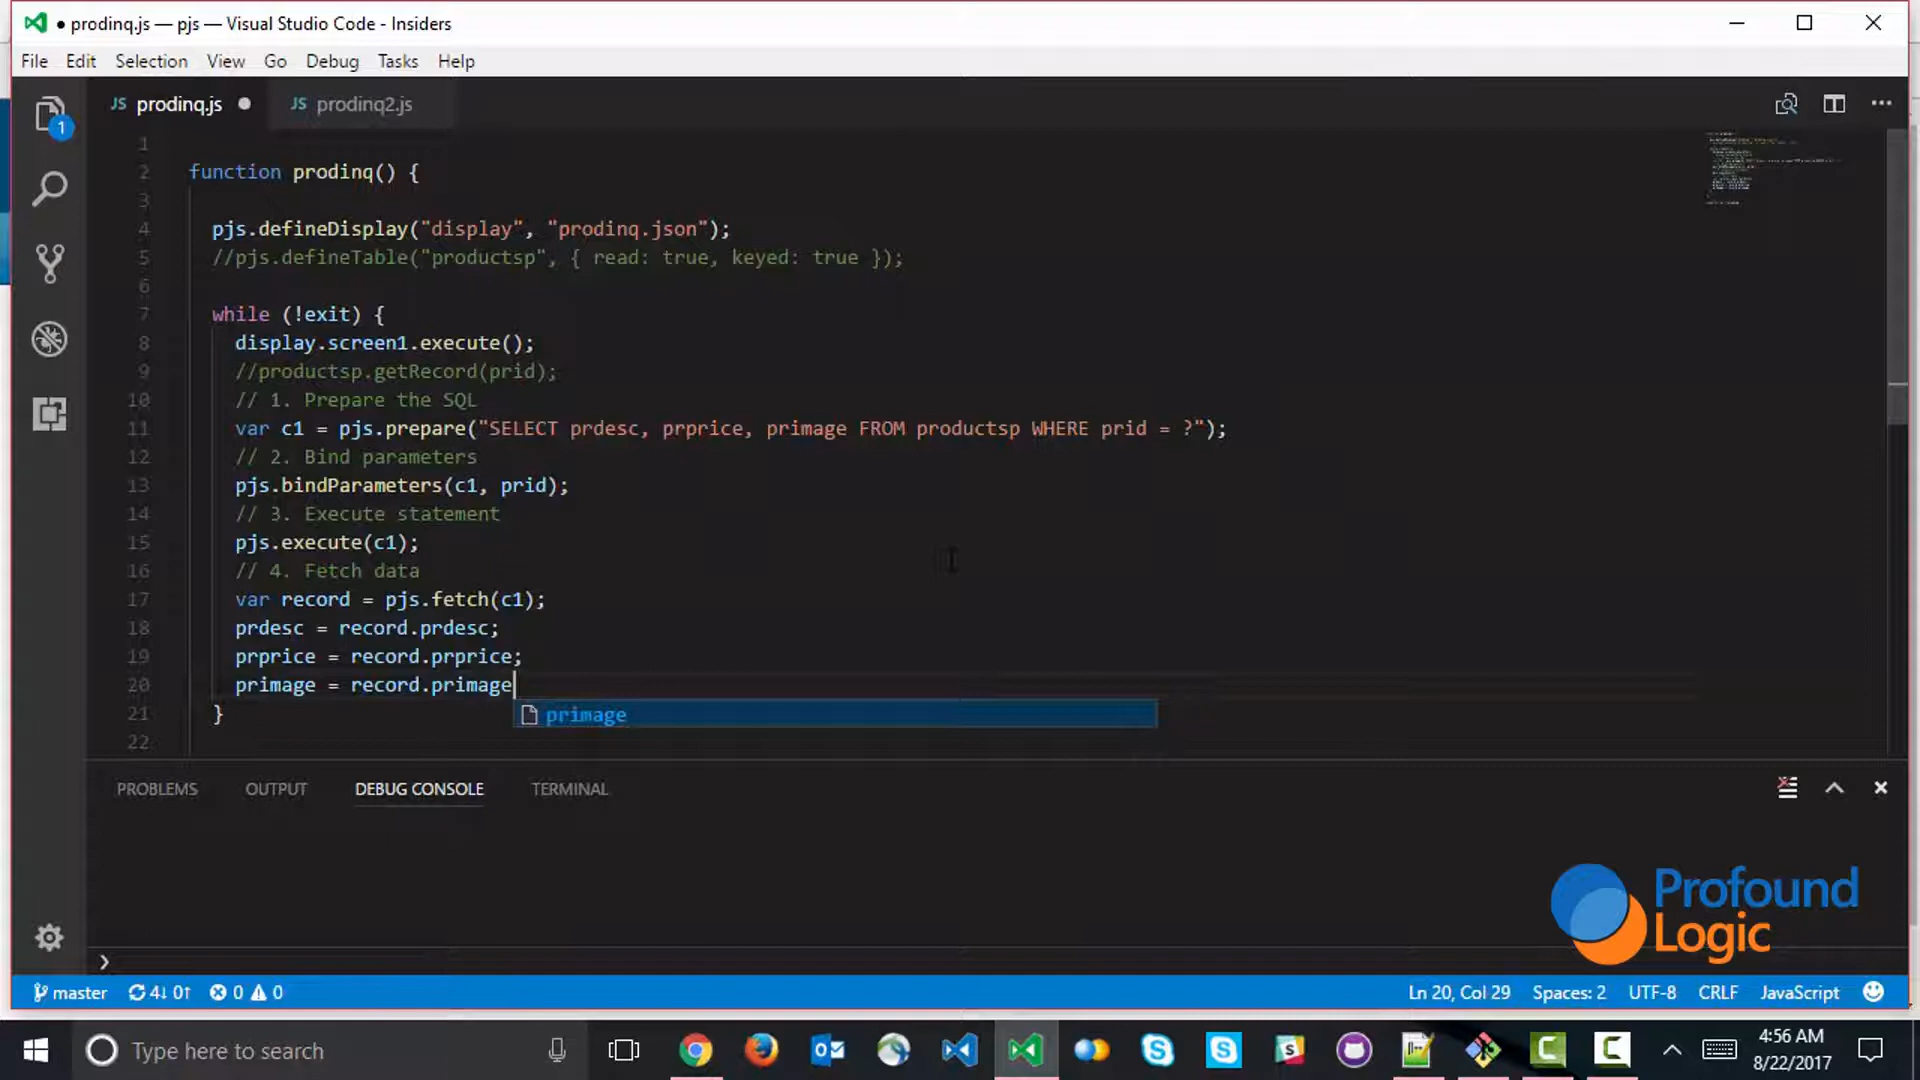 ● prodinq.js — pjs — Visual Studio Code - Insiders
File Edit Selection View Go Debug Tasks Help
1
JS prodinq.js ● JS prodinq2.js
1
2 function prodinq() {
3
4 pjs.defineDisplay("display", "prodinq.json");
5 //pjs.defineTable("productsp", { read: true, keyed: true });
6
7 while (!exit) {
8 display.screen1.execute();
9 //productsp.getRecord(prid);
10 // 1. Prepare the SQL
11 var c1 = pjs.prepare("SELECT prdesc, prprice, primage FROM productsp WHERE prid = ?");
12 // 2. Bind parameters
13 pjs.bindParameters(c1, prid);
14 // 3. Execute statement
15 pjs.execute(c1);
16 // 4. Fetch data
17 var record = pjs.fetch(c1);
18 prdesc = record.prdesc;
19 prprice = record.prprice;
20 primage = record.primage
21 }
primage
22
PROBLEMS OUTPUT DEBUG CONSOLE TERMINAL
Profound
Logic
master 4↓ 0↑ 0 0 Ln 20, Col 29 Spaces: 2 UTF-8 CRLF JavaScript
Type here to search
4:56 AM
8/22/2017